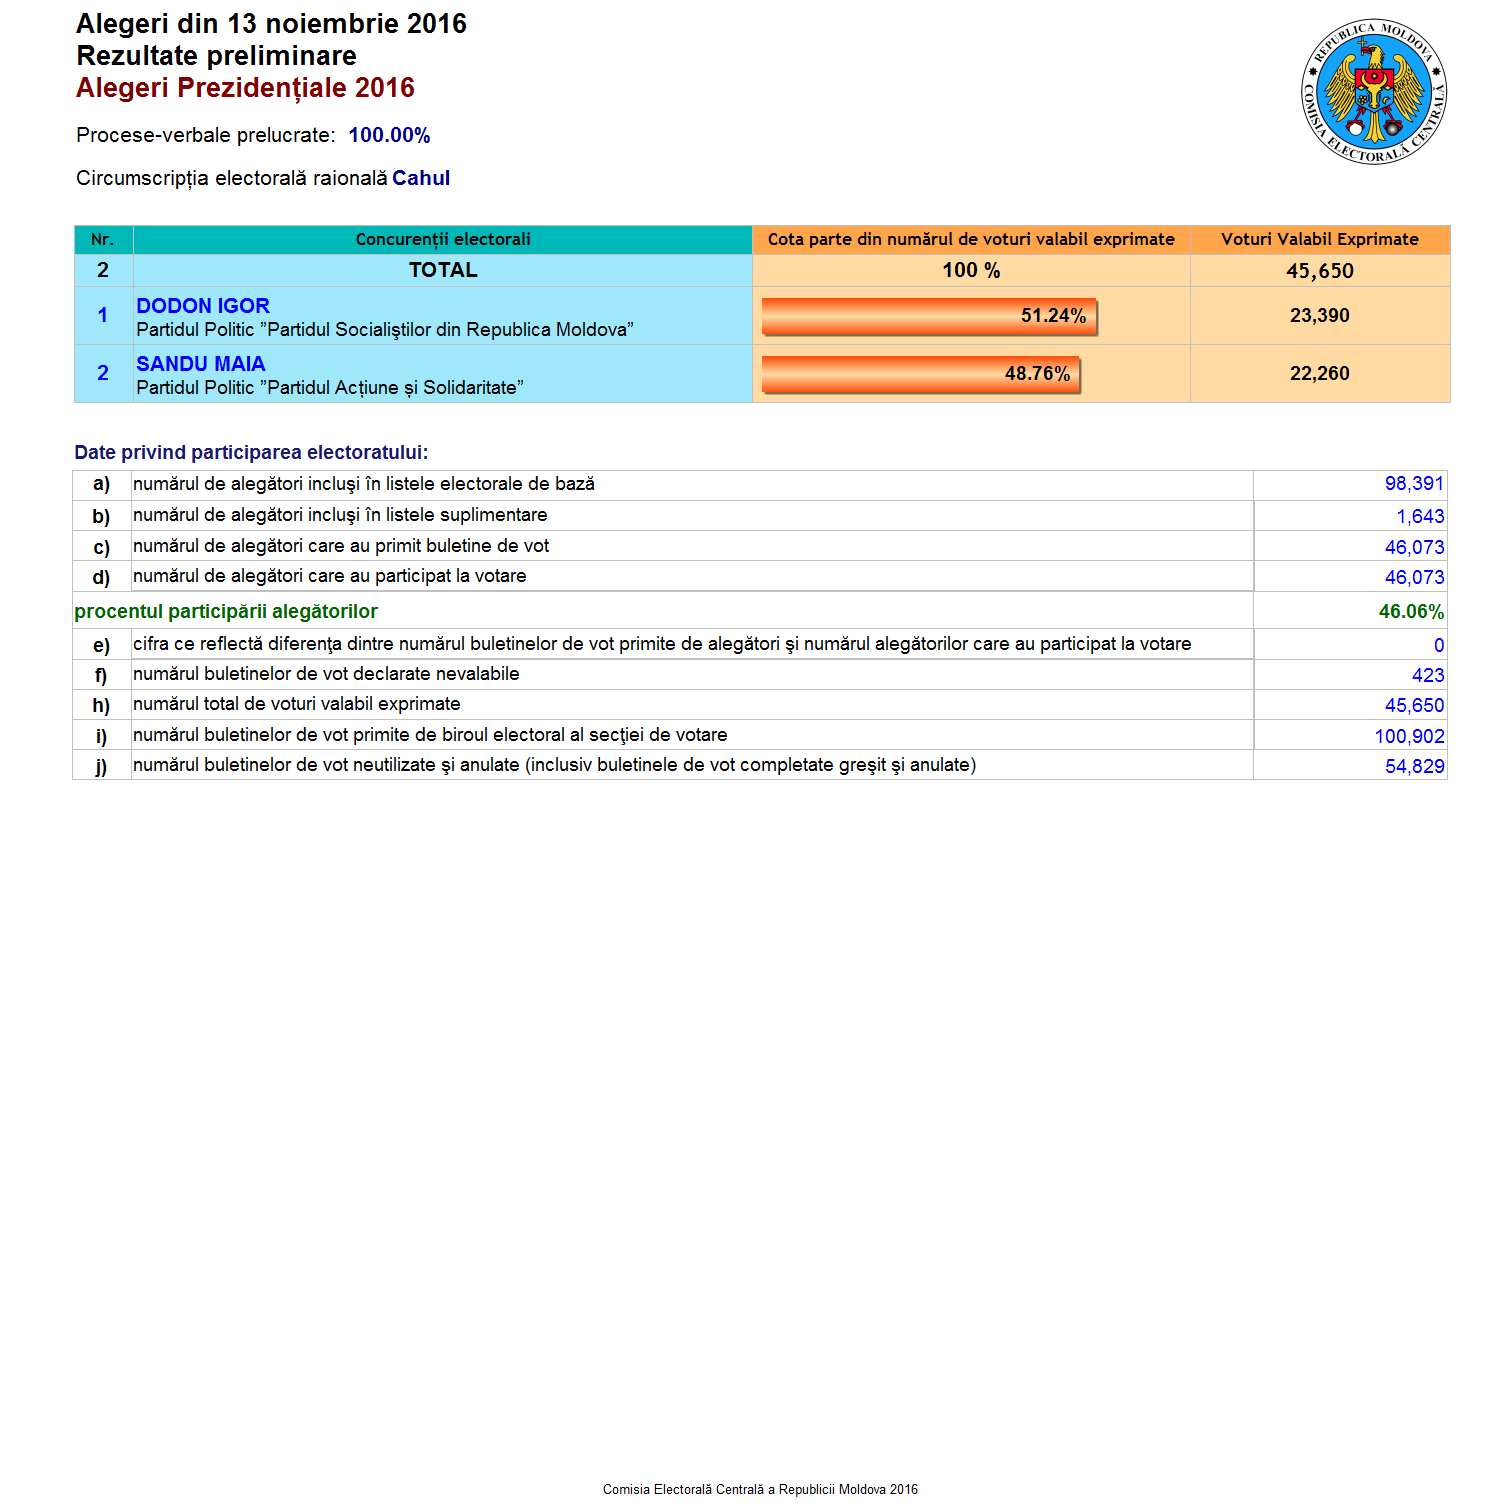 Alegeri din 13 noiembrie 2016
Rezultate preliminare
Alegeri Prezidențiale 2016
Procese-verbale prelucrate: 100.00%
Circumscripția electorală raională Cahul
REPUBLICA MOLDOVA
COMISIA ELECTORALĂ CENTRALĂ
Nr. Concurenții electorali Cota parte din numărul de voturi valabil exprimate Voturi Valabil Exprimate
2 TOTAL 100 % 45,650
1 DODON IGOR 51.24% 23,390
Partidul Politic ”Partidul Socialiştilor din Republica Moldova”
2 SANDU MAIA 48.76% 22,260
Partidul Politic ”Partidul Acțiune și Solidaritate”
Date privind participarea electoratului:
a) numărul de alegători incluşi în listele electorale de bază 98,391
b) numărul de alegători incluşi în listele suplimentare 1,643
c) numărul de alegători care au primit buletine de vot 46,073
d) numărul de alegători care au participat la votare 46,073
procentul participării alegătorilor 46.06%
e) cifra ce reflectă diferenţa dintre numărul buletinelor de vot primite de alegători şi numărul alegătorilor care au participat la votare 0
f) numărul buletinelor de vot declarate nevalabile 423
h) numărul total de voturi valabil exprimate 45,650
i) numărul buletinelor de vot primite de biroul electoral al secţiei de votare 100,902
j) numărul buletinelor de vot neutilizate şi anulate (inclusiv buletinele de vot completate greşit şi anulate) 54,829
Comisia Electorală Centrală a Republicii Moldova 2016